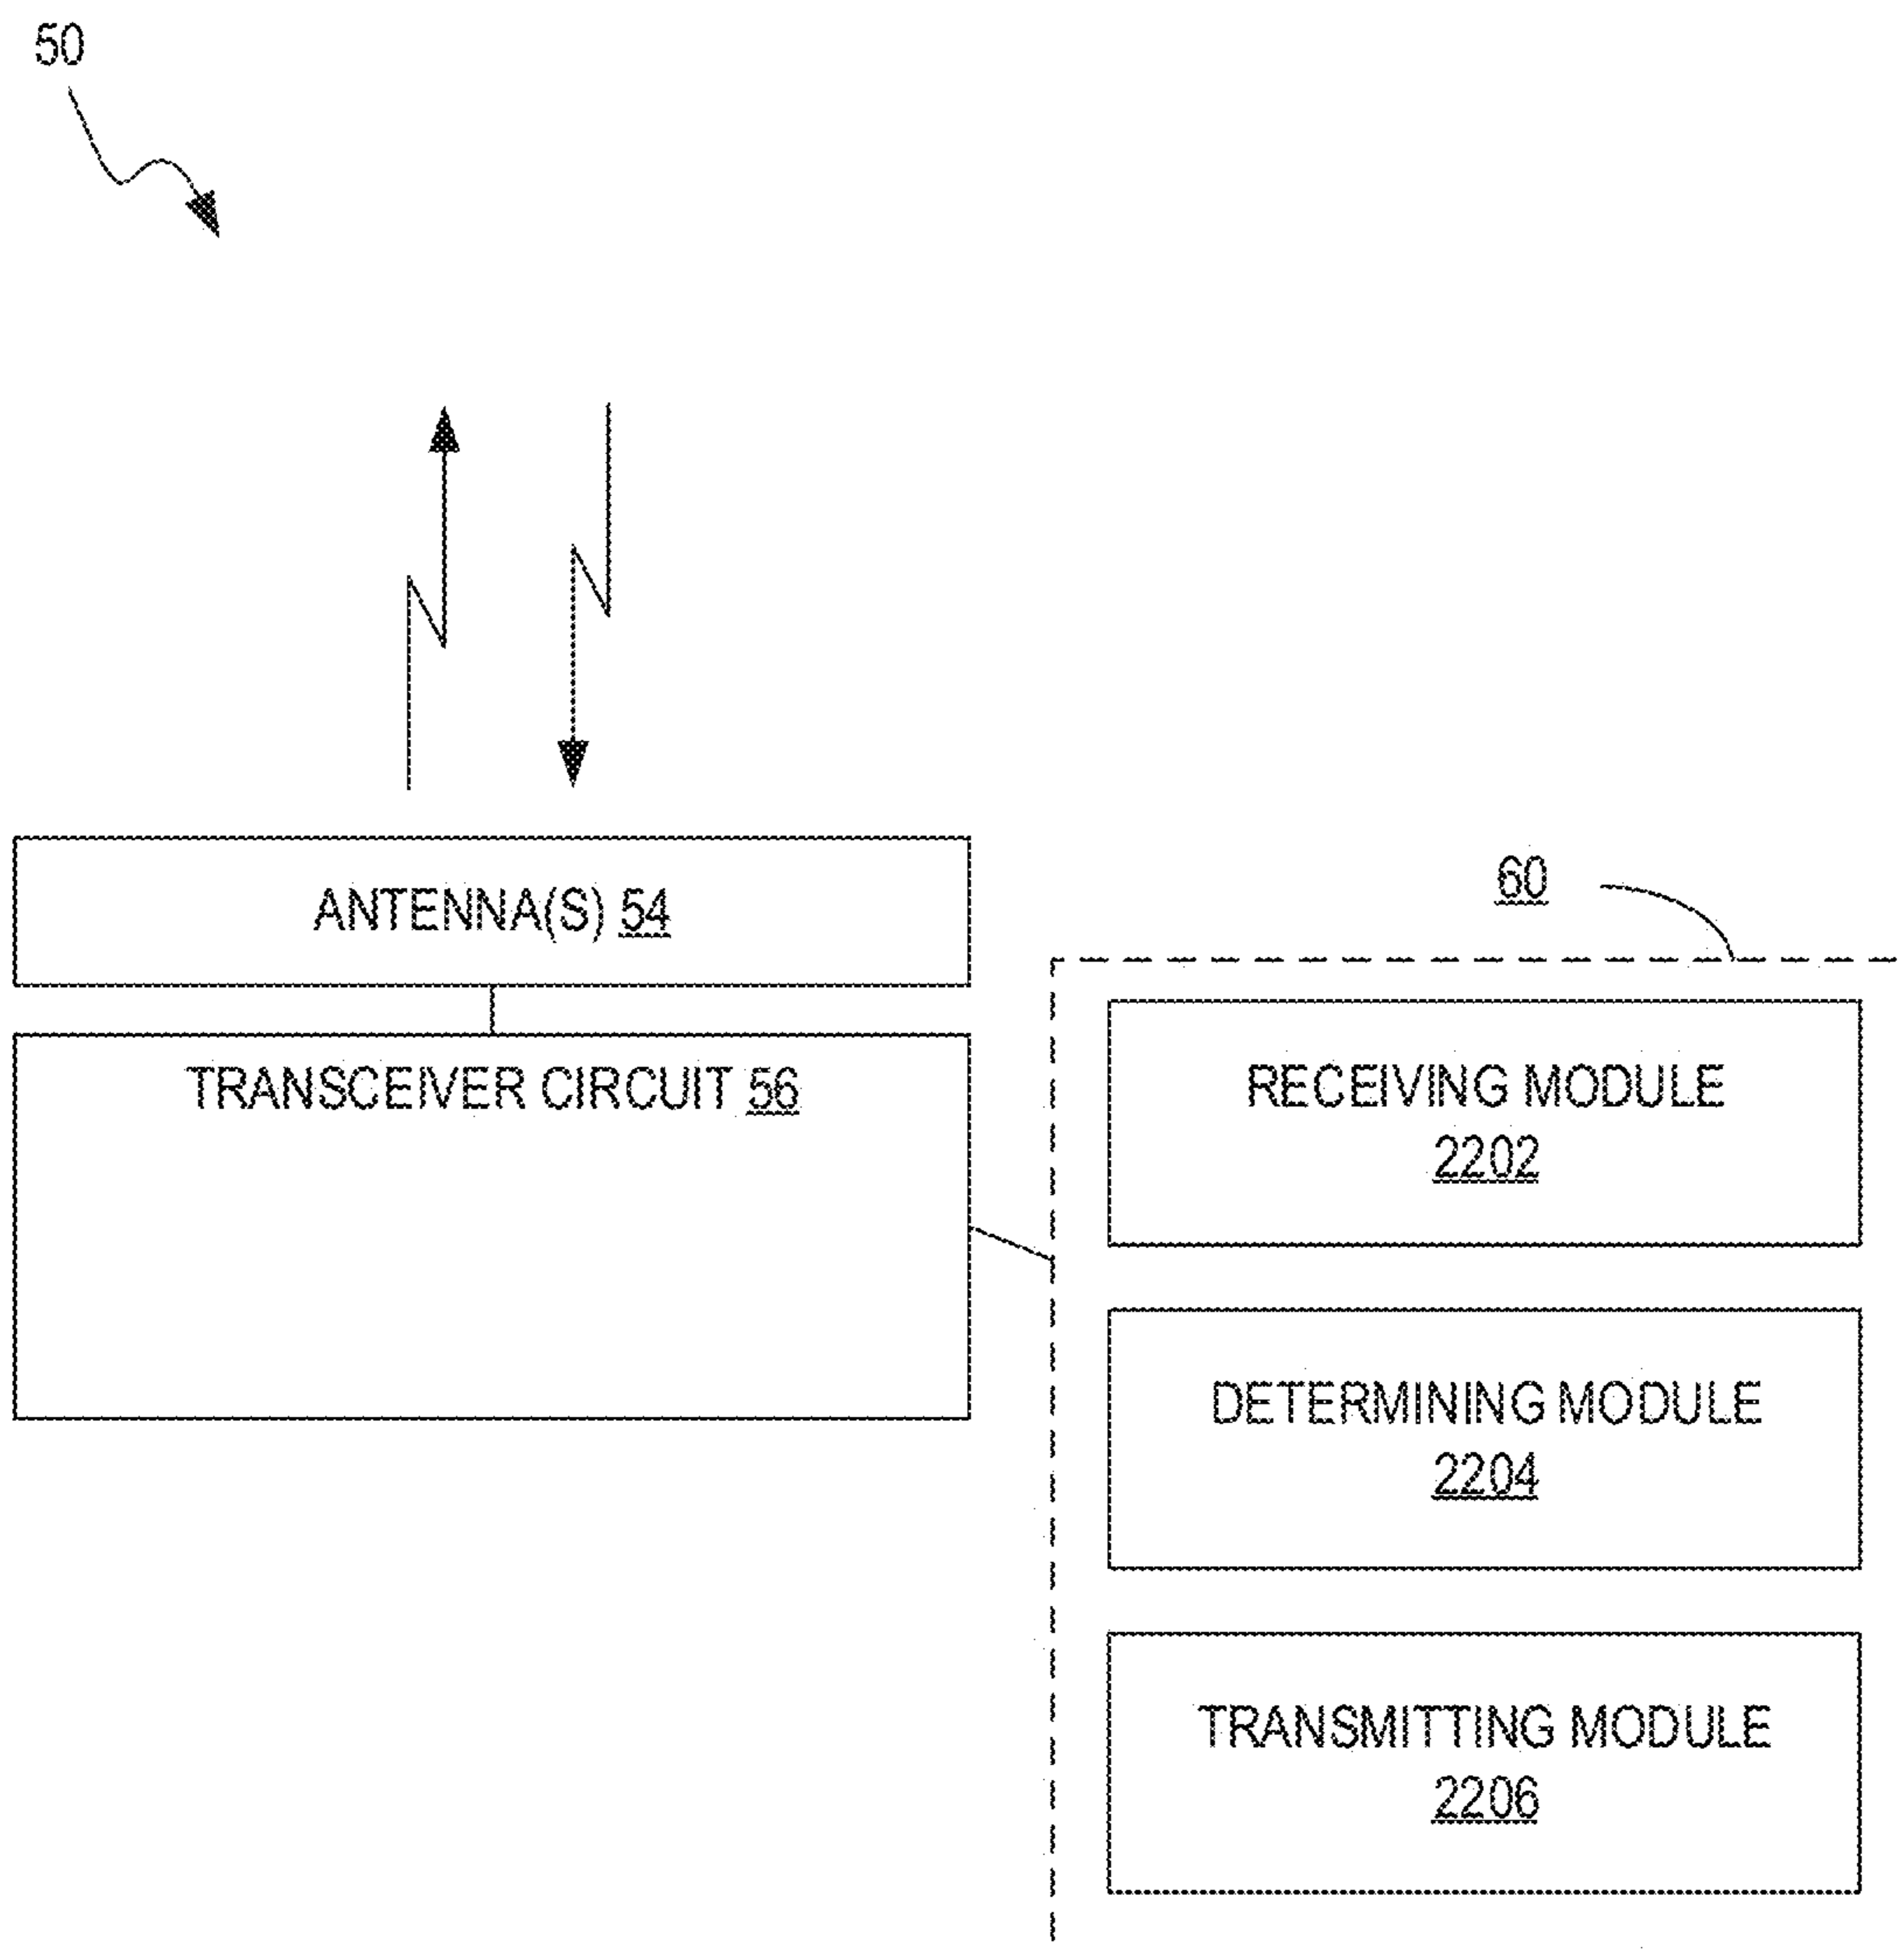 50
ANTENNA(S) 54
60
TRANSCEIVER CIRCUIT 56
RECEIVING MODULE
2202
DETERMINING MODULE
2204
TRANSMITTING MODULE
2206